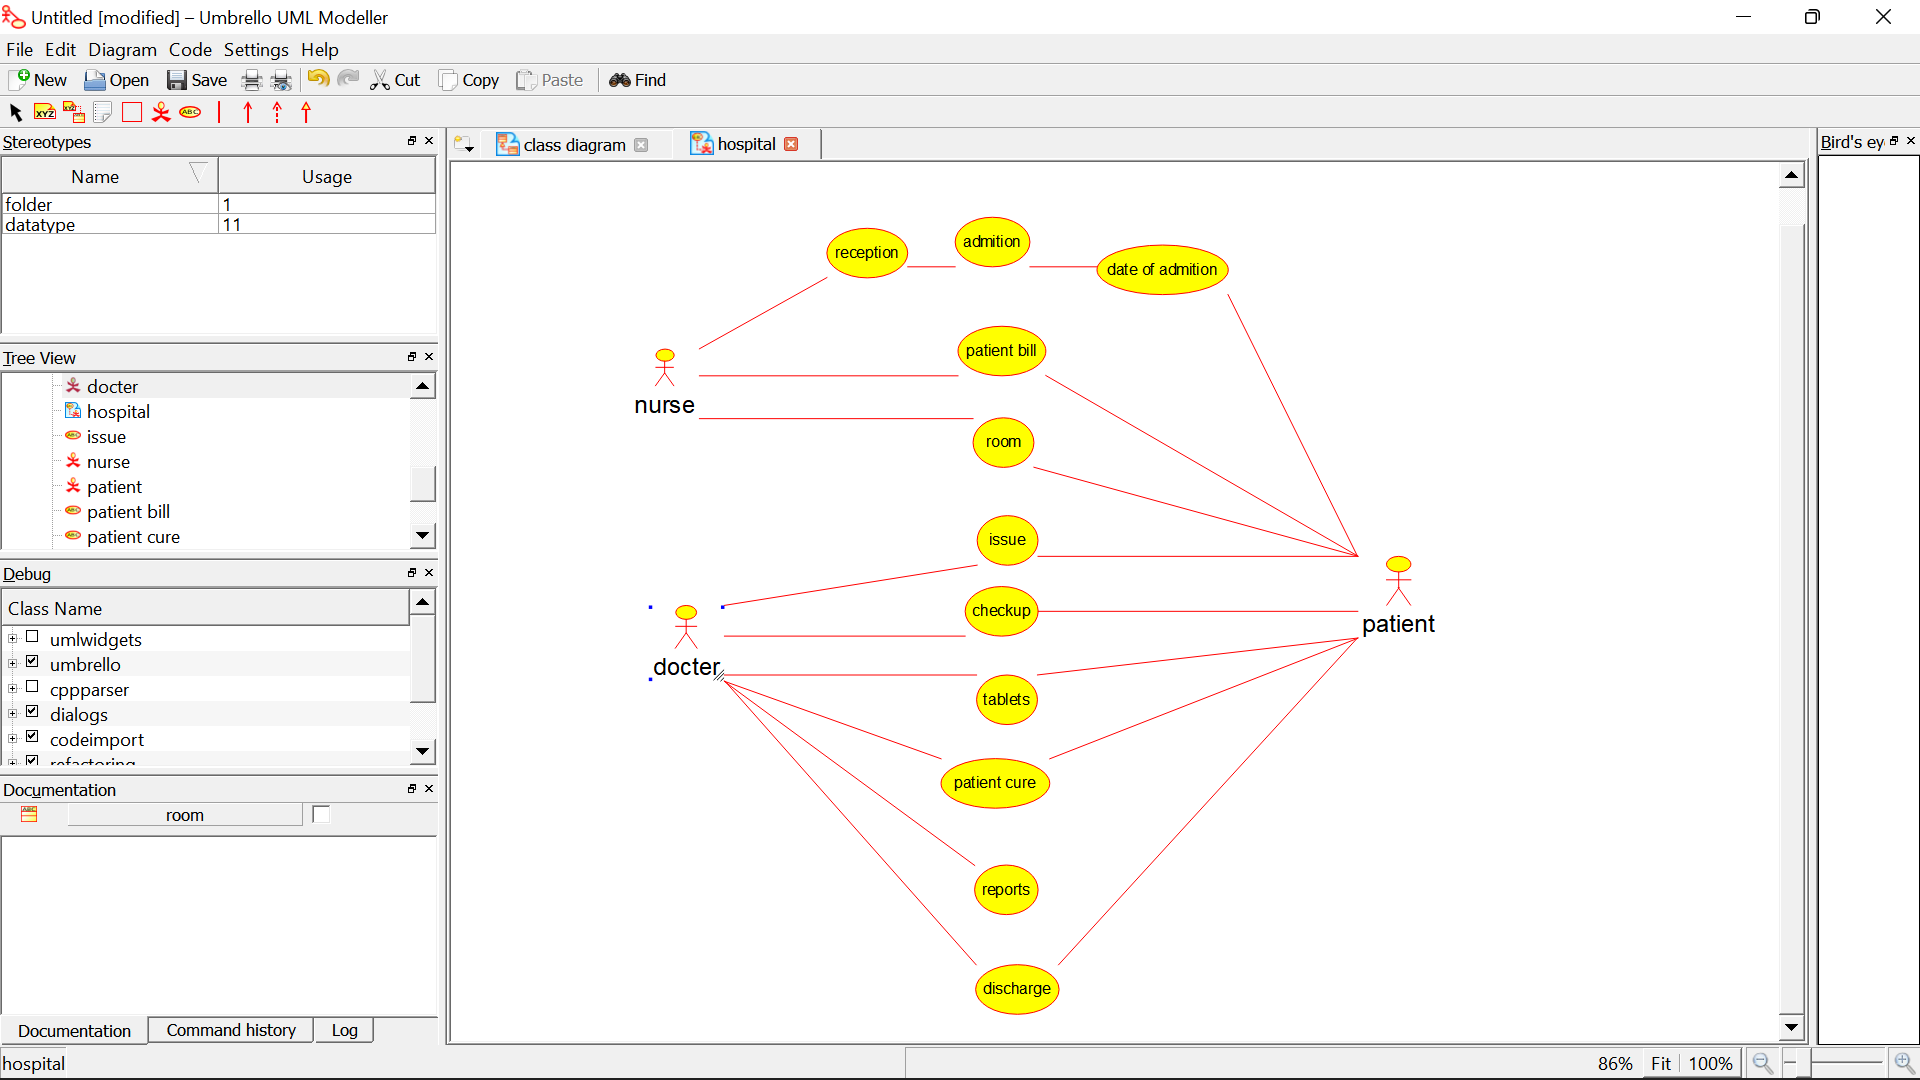 Untitled [modified] – Umbrello UML Modeller
File Edit Diagram Code Settings Help
New Open Save Cut Copy Paste Find
XYZ XYZ ABC
Stereotypes
Name Usage
folder 1
datatype 11
Tree View
docter
hospital
issue
nurse
patient
patient bill
patient cure
Debug
Class Name
umlwidgets
umbrello
cppparser
dialogs
codeimport
refactoring
Documentation
ABC room
Documentation Command history Log
hospital
class diagram hospital
reception
admition
date of admition
patient bill
nurse
room
issue
checkup
patient
docter
tablets
patient cure
reports
discharge
Bird's ey
86% Fit 100%